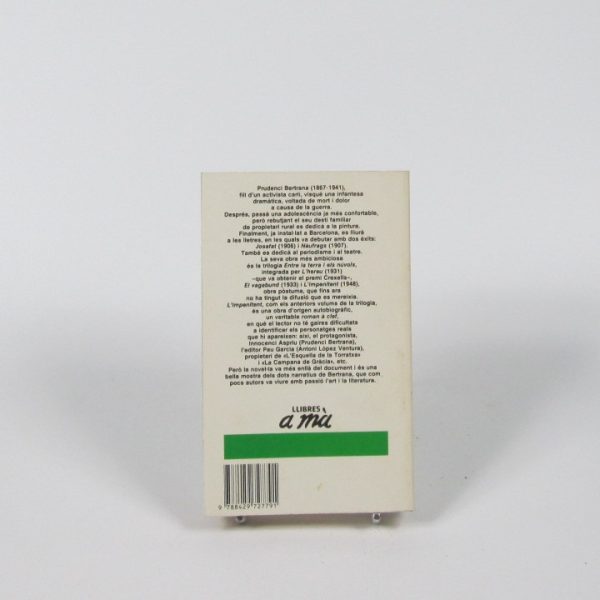 Prudenci Bertrana (1867-1941),
fill d'un activista carlí, visqué una infantesa
dramàtica, voltada de mort i dolor
a causa de la guerra.
Després, passà una adolescència ja més confortable,
però rebutjant el seu destí familiar
de propietari rural es dedicà a la pintura.
Finalment, ja instal·lat a Barcelona, es lliurà
a les lletres, en les quals va debutar amb dos èxits:
Josafat (1906) i Nàufrags (1907).
També es dedicà al periodisme i al teatre.
La seva obra més ambiciosa
és la trilogia Entre la terra i els núvols,
integrada per L'hereu (1931)
–que va obtenir el premi Crexells–,
El vagabund (1933) i L'impenitent (1948),
obra pòstuma, que fins ara
no ha tingut la difusió que es mereixia.
L'impenitent, com els anteriors volums de la trilogia,
és una obra d'origen autobiogràfic,
un veritable roman à clef,
en què el lector no té gaires dificultats
a identificar els personatges reals
que hi apareixen: així, el protagonista,
Innocenci Aspriu (Prudenci Bertrana),
l'editor Pau Garcia (Antoni López Ventura),
propietari de «L'Esquella de la Torratxa»
i «La Campana de Gràcia», etc.
Però la novel·la va més enllà del document i és una
bella mostra dels dots narratius de Bertrana, que com
pocs autors va viure amb passió l'art i la literatura.
LLIBRES
a mà
9 788429 727791